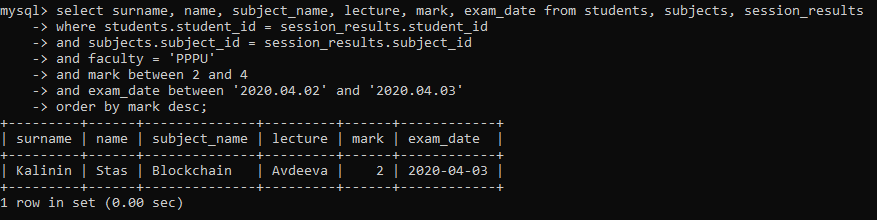 mysql> select surname, name, subject_name, lecture, mark, exam_date from students, subjects, session_results
    -> where students.student_id = session_results.student_id
    -> and subjects.subject_id = session_results.subject_id
    -> and faculty = 'PPPU'
    -> and mark between 2 and 4
    -> and exam_date between '2020.04.02' and '2020.04.03'
    -> order by mark desc;
+---------+------+--------------+---------+------+------------+
| surname | name | subject_name | lecture | mark | exam_date  |
+---------+------+--------------+---------+------+------------+
| Kalinin | Stas | Blockchain   | Avdeeva |    2 | 2020-04-03 |
+---------+------+--------------+---------+------+------------+
1 row in set (0.00 sec)